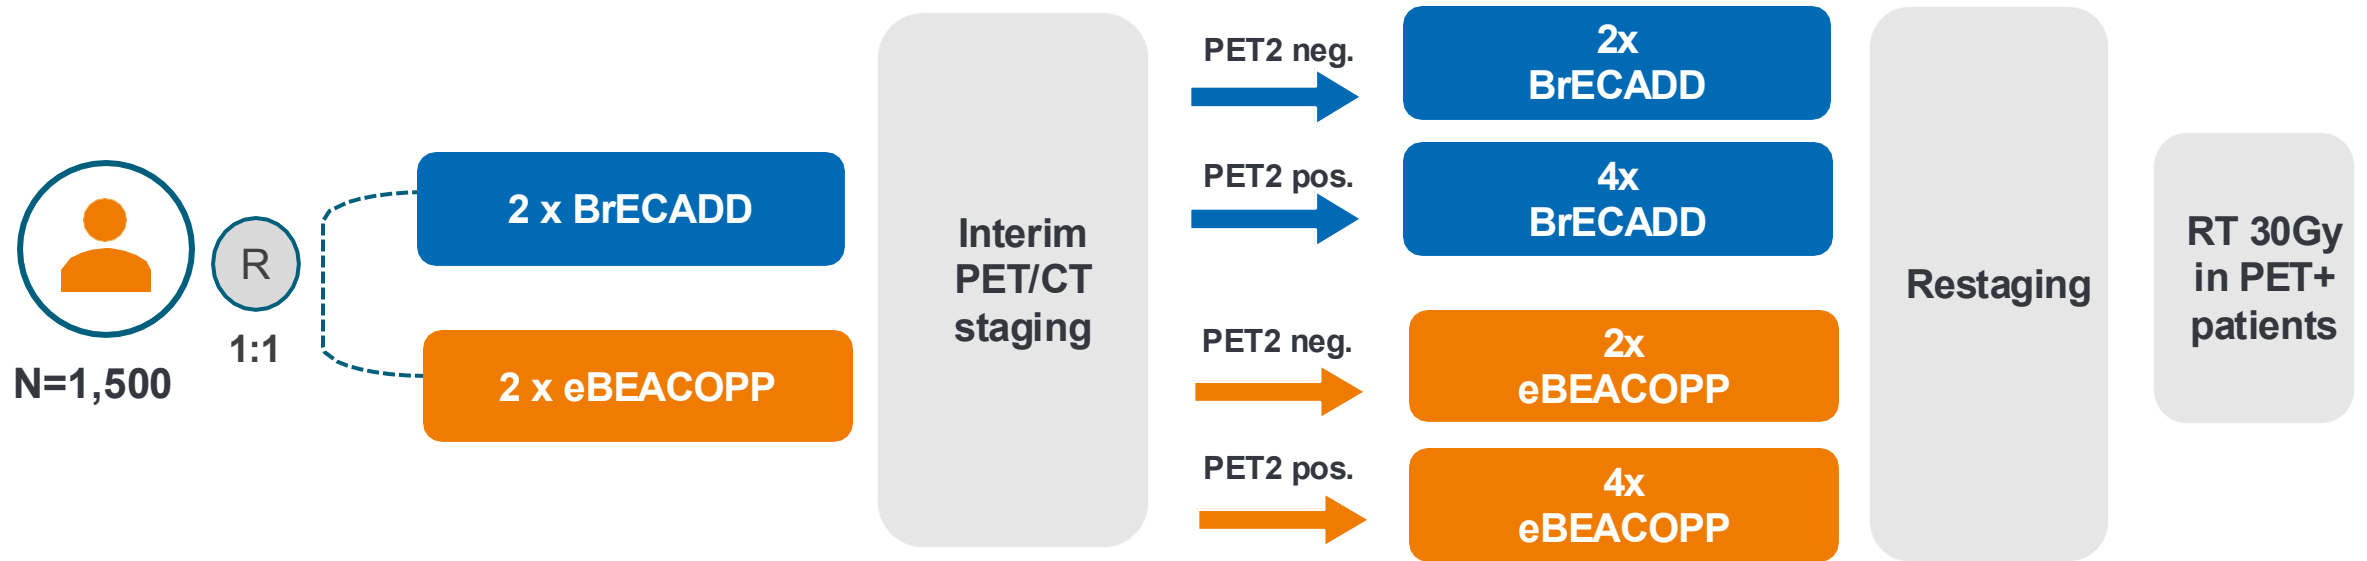 N=1,500
R
1:1
2 x BrECADD
2 x eBEACOPP
Interim
PET/CT
staging
PET2 neg.
2x
BrECADD
PET2 pos.
4x
BrECADD
PET2 neg.
2x
eBEACOPP
PET2 pos.
4x
eBEACOPP
Restaging
RT 30Gy
in PET+
patients